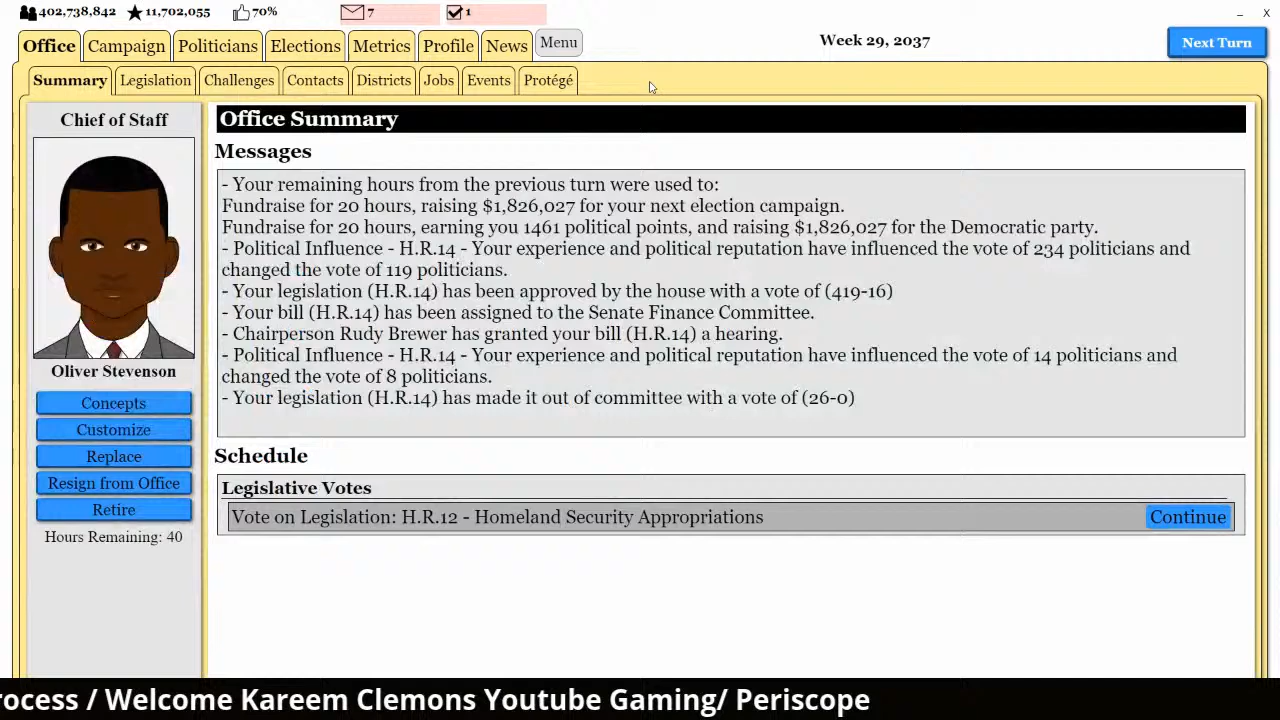 402,738,842 11,702,055 70% 7 1
_ X
Office Campaign Politicians Elections Metrics Profile News Menu
Week 29, 2037
Next Turn
Summary Legislation Challenges Contacts Districts Jobs Events Protégé
Chief of Staff
Oliver Stevenson
Concepts
Customize
Replace
Resign from Office
Retire
Hours Remaining: 40
Office Summary
Messages
- Your remaining hours from the previous turn were used to:
Fundraise for 20 hours, raising $1,826,027 for your next election campaign.
Fundraise for 20 hours, earning you 1461 political points, and raising $1,826,027 for the Democratic party.
- Political Influence - H.R.14 - Your experience and political reputation have influenced the vote of 234 politicians and
changed the vote of 119 politicians.
- Your legislation (H.R.14) has been approved by the house with a vote of (419-16)
- Your bill (H.R.14) has been assigned to the Senate Finance Committee.
- Chairperson Rudy Brewer has granted your bill (H.R.14) a hearing.
- Political Influence - H.R.14 - Your experience and political reputation have influenced the vote of 14 politicians and
changed the vote of 8 politicians.
- Your legislation (H.R.14) has made it out of committee with a vote of (26-0)
Schedule
Legislative Votes
Vote on Legislation: H.R.12 - Homeland Security Appropriations Continue
rocess / Welcome Kareem Clemons Youtube Gaming/ Periscope